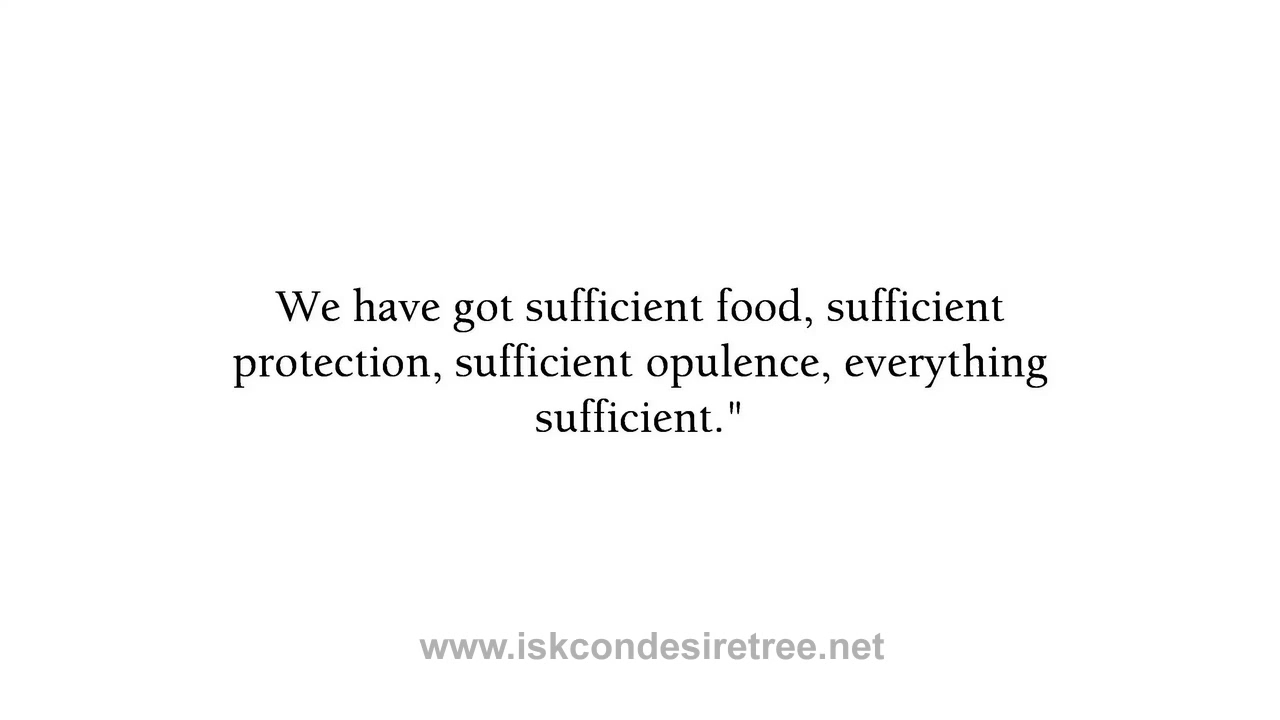 We have got sufficient food, sufficient
protection, sufficient opulence, everything
sufficient."
www.iskcondesiretree.net